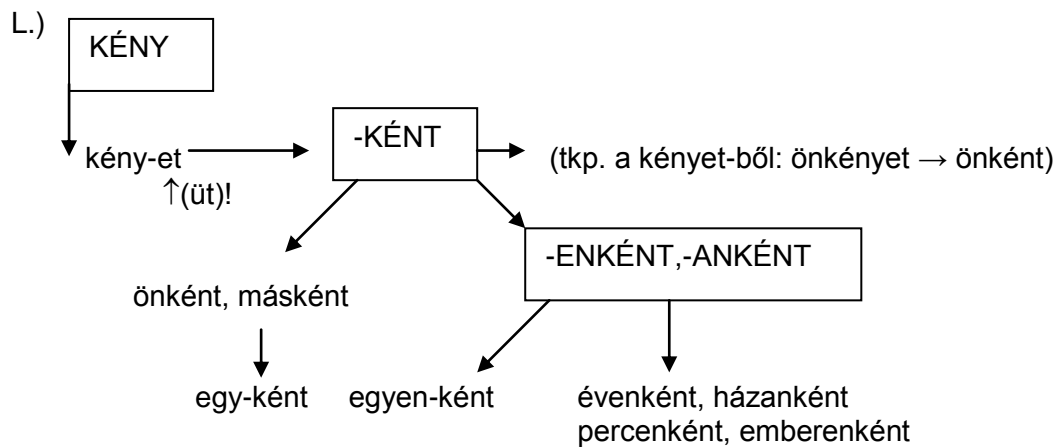 L.)
KÉNY
kény-et
↑(üt)!
-KÉNT
(tkp. a kényet-ből: önkényet → önként)
-ENKÉNT,-ANKÉNT
önként, másként
egy-ként
egyen-ként
évenként, házanként
percenként, emberenként